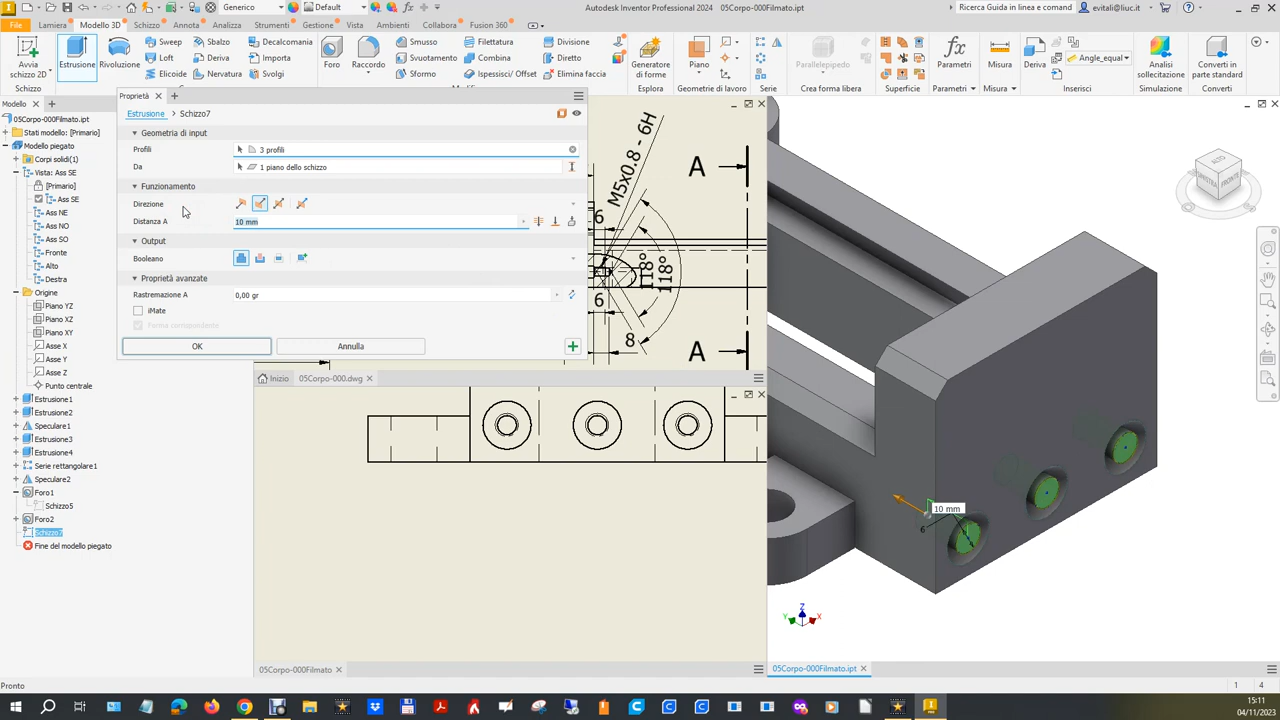 Generico
Default
fx
Autodesk Inventor Professional 2024 05Corpo-000Filmato.ipt
Ricerca Guida in linea e comand
evitali@liuc.it
File Lamiera Modello 3D Schizzo Annota Analizza Strumenti Gestione Vista Ambienti Collabora Fusion 360
Avvia schizzo 2D
Estrusione
Rivoluzione
Sweep
Loft
Elicoide
Sbalzo
Deriva
Nervatura
Decalcomania
Importa
Svolgi
Foro
Raccordo
Smusso
Svuotamento
Sformo
Filettatura
Combina
Ispessisci/ Offset
Divisione
Diretto
Elimina faccia
Generatore di forme
Piano
Parallelepipedo
fx
Parametri
Misura
Deriva
Angle_equal
Analisi sollecitazione
Converti in parte standard
Schizzo
Esplora
Geometrie di lavoro
Serie
Crea forma libera
Superficie
Parametri
Misura
Inserisci
Simulazione
Converti
Modello
05Corpo-000Filmato.ipt
Stati modello: [Primario]
Modello piegato
Corpi solidi(1)
Vista: Ass SE
[Primario]
Ass SE
Ass NE
Ass NO
Ass SO
Fronte
Alto
Destra
Origine
Piano YZ
Piano XZ
Piano XY
Asse X
Asse Y
Asse Z
Punto centrale
Estrusione1
Estrusione2
Speculare1
Estrusione3
Estrusione4
Serie rettangolare1
Speculare2
Foro1
Schizzo5
Foro2
Schizzo7
Fine del modello piegato
Proprietà
Estrusione > Schizzo7
Geometria di input
Profili 3 profili
Da 1 piano dello schizzo
Funzionamento
Direzione
Distanza A 10 mm
Output
Booleano
Proprietà avanzate
Rastremazione A 0,00 gr
iMate
Forma corrispondente
OK Annulla
M5x0.8 - 6H
A
6
118°
118°
6
8
A
Inizio 05Corpo-000.dwg
05Corpo-000Filmato
ALTO
SINISTRA
FRONTE
10 mm
6
Z
Y
X
05Corpo-000Filmato.ipt
Pronto
1 4
15:11
04/11/2023